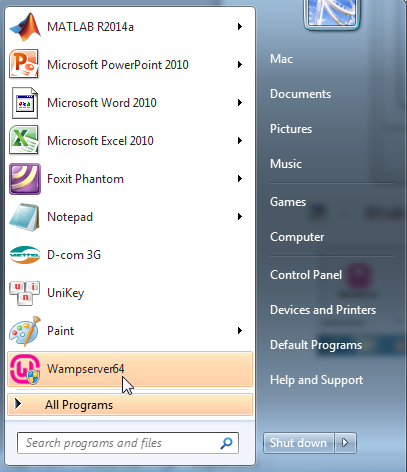 MATLAB R2014a
Microsoft PowerPoint 2010
Microsoft Word 2010
Microsoft Excel 2010
Foxit Phantom
Notepad
VIETTEL
D-com 3G
UniKey
Paint
Wampserver64
All Programs
Search programs and files
Mac
Documents
Pictures
Music
Games
Computer
Control Panel
Devices and Printers
Default Programs
Help and Support
Shut down